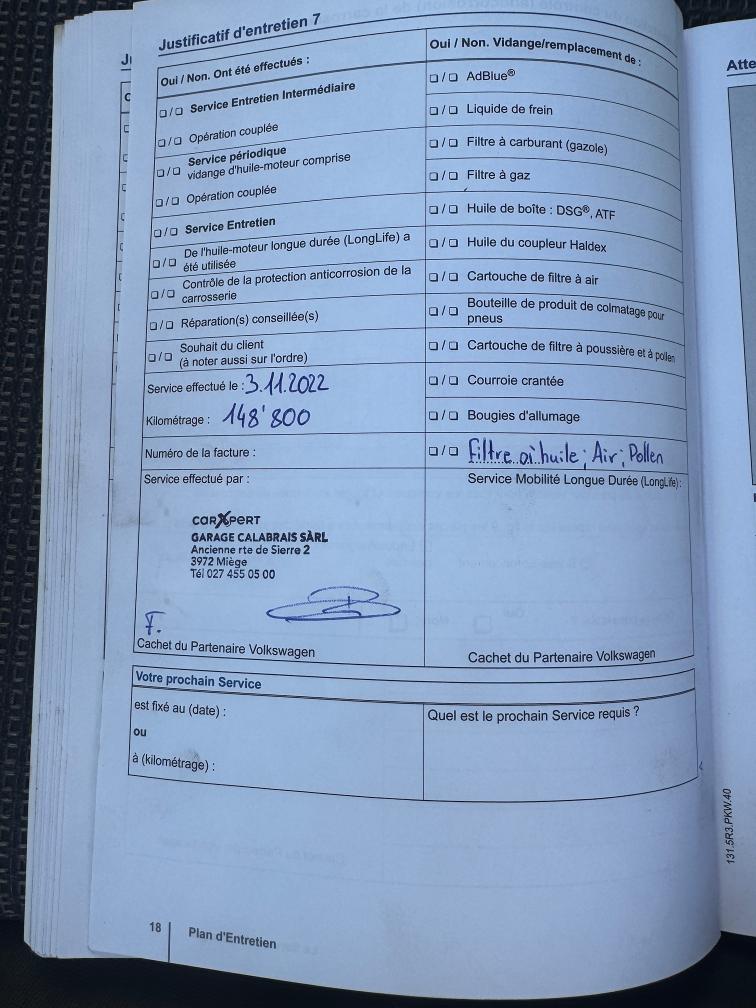 Justificatif d'entretien 7
Oui / Non. Ont été effectués :
☐ / ☐ Service Entretien Intermédiaire
☐ / ☐ Opération couplée
☐ / ☐ Service périodique
vidange d'huile-moteur comprise
☐ / ☐ Opération couplée
☐ / ☐ Service Entretien
☐ / ☐ De l'huile-moteur longue durée (LongLife) a
été utilisée
☐ / ☐ Contrôle de la protection anticorrosion de la
carrosserie
☐ / ☐ Réparation(s) conseillée(s)
☐ / ☐ Souhait du client
(à noter aussi sur l'ordre)
Service effectué le : 3.11.2022
Kilométrage : 148'800
Numéro de la facture :
Service effectué par :
carXpert
GARAGE CALABRAIS SÀRL
Ancienne rte de Sierre 2
3972 Miège
Tél 027 455 05 00
F.
Cachet du Partenaire Volkswagen
Oui / Non. Vidange/remplacement de :
☐ / ☐ AdBlue®
☐ / ☐ Liquide de frein
☐ / ☐ Filtre à carburant (gazole)
☐ / ☐ Filtre à gaz
☐ / ☐ Huile de boîte : DSG®, ATF
☐ / ☐ Huile du coupleur Haldex
☐ / ☐ Cartouche de filtre à air
☐ / ☐ Bouteille de produit de colmatage pour
pneus
☐ / ☐ Cartouche de filtre à poussière et à pollen
☐ / ☐ Courroie crantée
☐ / ☐ Bougies d'allumage
☐ / ☐ Filtre à huile; Air; Pollen
Service Mobilité Longue Durée (LongLife) :
Cachet du Partenaire Volkswagen
Votre prochain Service
est fixé au (date) :
ou
à (kilométrage) :
Quel est le prochain Service requis ?
18 Plan d'Entretien
Atte
131.5R3.PKW.40